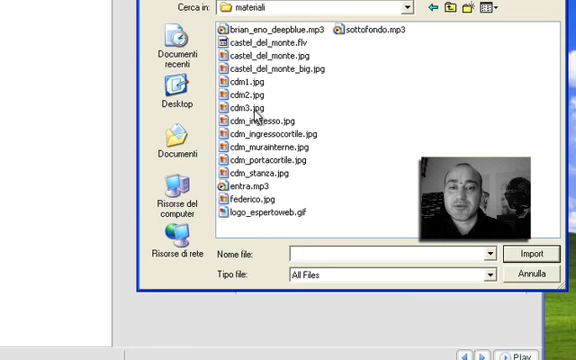 Cerca in: materiali
brian_eno_deepblue.mp3 sottofondo.mp3
castel_del_monte.flv
castel_del_monte.jpg
castel_del_monte_big.jpg
cdm1.jpg
cdm2.jpg
cdm3.jpg
cdm_ingresso.jpg
cdm_ingressocortile.jpg
cdm_murainterne.jpg
cdm_portacortile.jpg
cdm_stanza.jpg
entra.mp3
federico.jpg
logo_espertoweb.gif
Documenti
recenti
Desktop
Documenti
Risorse del
computer
Risorse di rete
Nome file: Import
Tipo file: All Files Annulla
Play